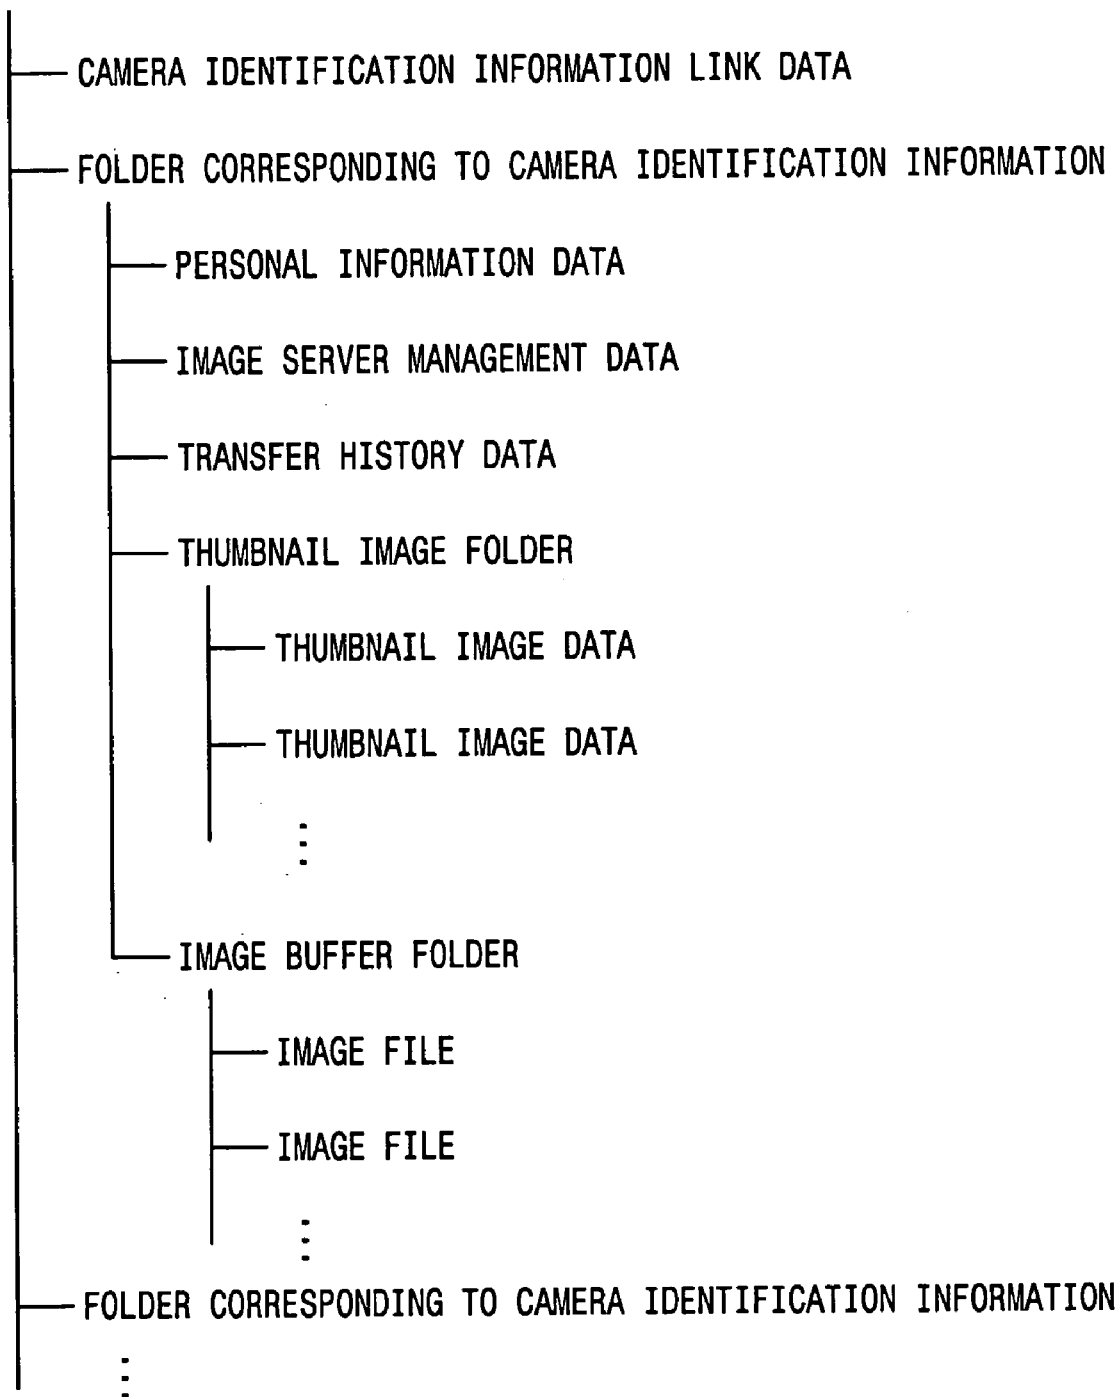 CAMERA IDENTIFICATION INFORMATION LINK DATA
FOLDER CORRESPONDING TO CAMERA IDENTIFICATION INFORMATION
PERSONAL INFORMATION DATA
IMAGE SERVER MANAGEMENT DATA
TRANSFER HISTORY DATA
THUMBNAIL IMAGE FOLDER
THUMBNAIL IMAGE DATA
THUMBNAIL IMAGE DATA
IMAGE BUFFER FOLDER
IMAGE FILE
IMAGE FILE
FOLDER CORRESPONDING TO CAMERA IDENTIFICATION INFORMATION